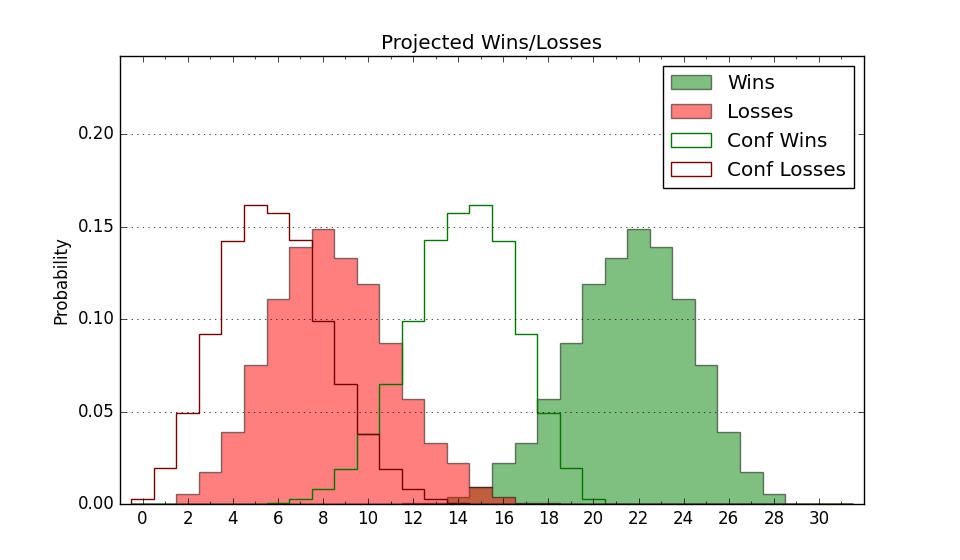 Projected Wins/Losses
Wins
Losses
Conf Wins
Conf Losses
Probability
0.20
0.15
0.10
0.05
0.00
0 2 4 6 8 10 12 14 16 18 20 22 24 26 28 30